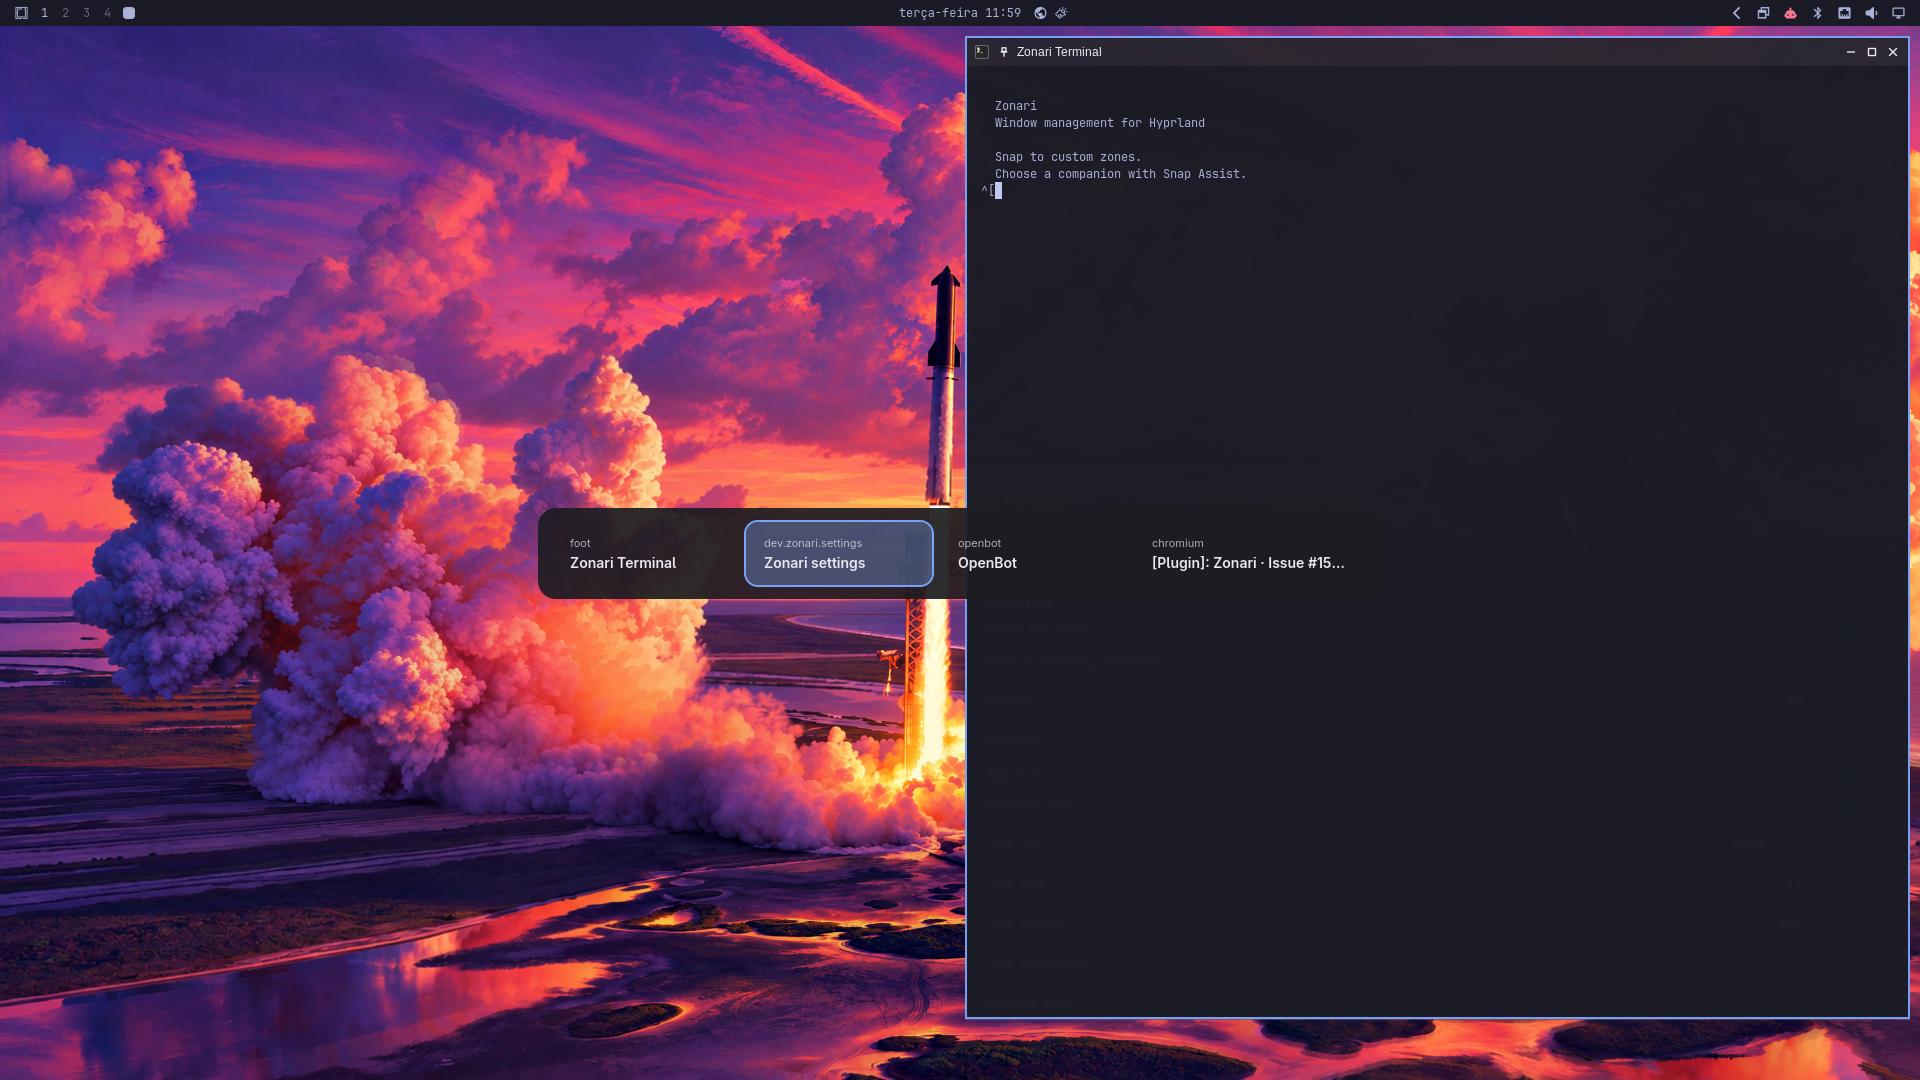 1 2 3 4
terça-feira 11:59
Zonari Terminal
Zonari
Window management for Hyprland
Snap to custom zones.
Choose a companion with Snap Assist.
^[
foot
Zonari Terminal
dev.zonari.settings
Zonari settings
openbot
OpenBot
chromium
[Plugin]: Zonari · Issue #15…